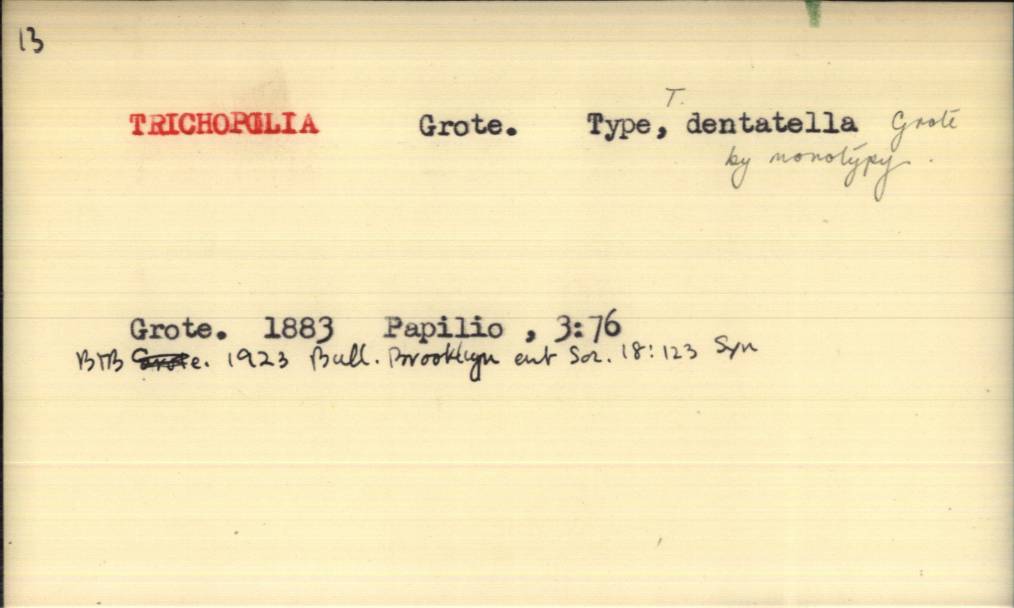 13
T.
TRICHOPOLIA Grote. Type, dentatella Grote
by monotypy.
Grote. 1883 Papilio , 3:76
Grote. 1923 Bull. Brooklyn ent Soc. 18:123 Syn